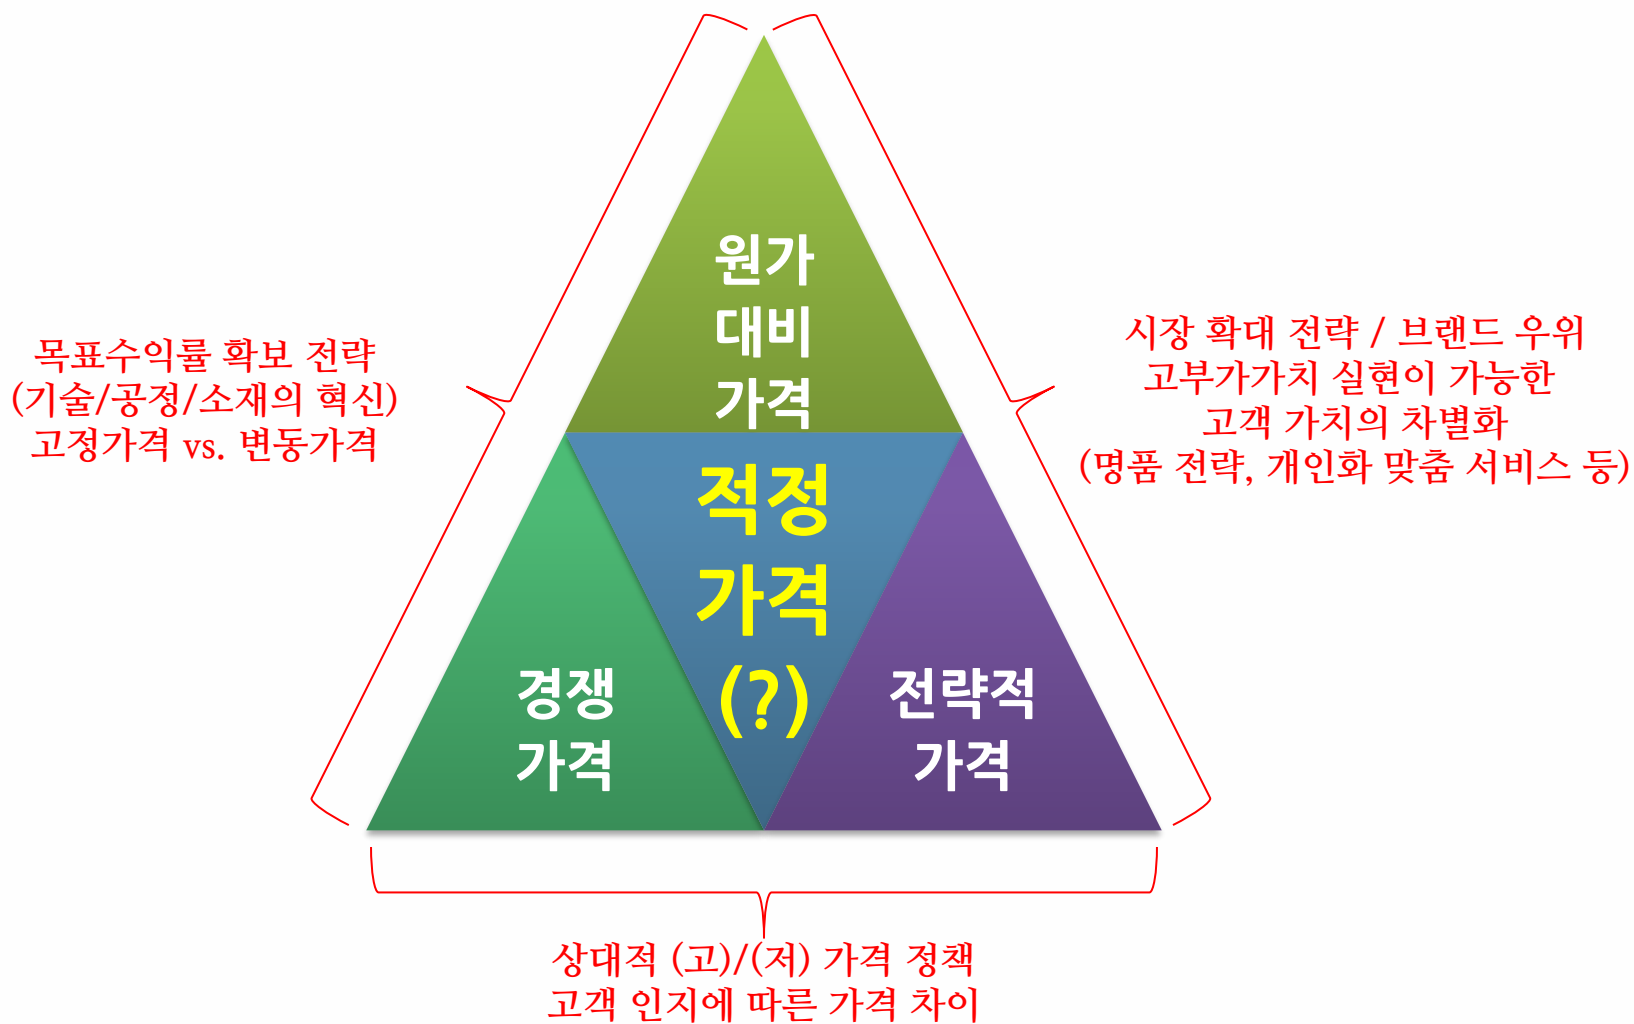 원가
대비
가격
적정
가격
(?)
경쟁
가격
전략적
가격
목표수익률 확보 전략
(기술/공정/소재의 혁신)
고정가격 vs. 변동가격
시장 확대 전략 / 브랜드 우위
고부가가치 실현이 가능한
고객 가치의 차별화
(명품 전략, 개인화 맞춤 서비스 등)
상대적 (고)/(저) 가격 정책
고객 인지에 따른 가격 차이